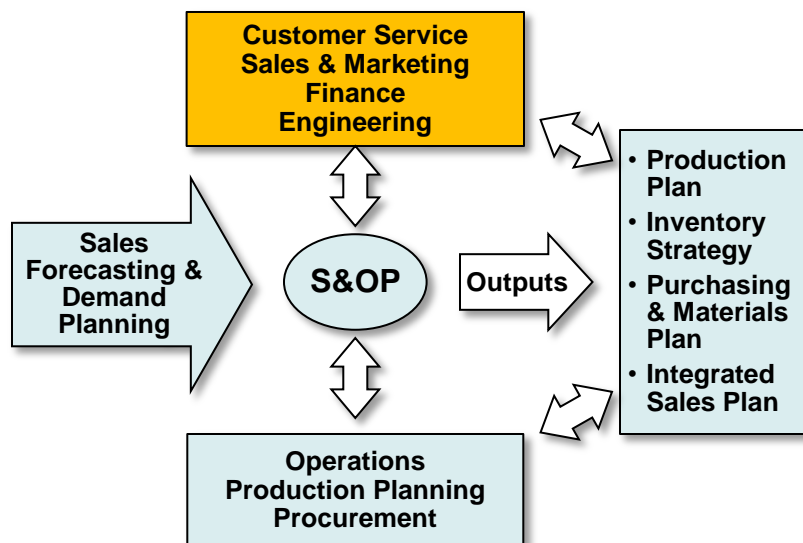 Customer Service
Sales & Marketing
Finance
Engineering
Sales
Forecasting &
Demand
Planning
S&OP
Outputs
• Production
Plan
• Inventory
Strategy
• Purchasing
& Materials
Plan
• Integrated
Sales Plan
Operations
Production Planning
Procurement